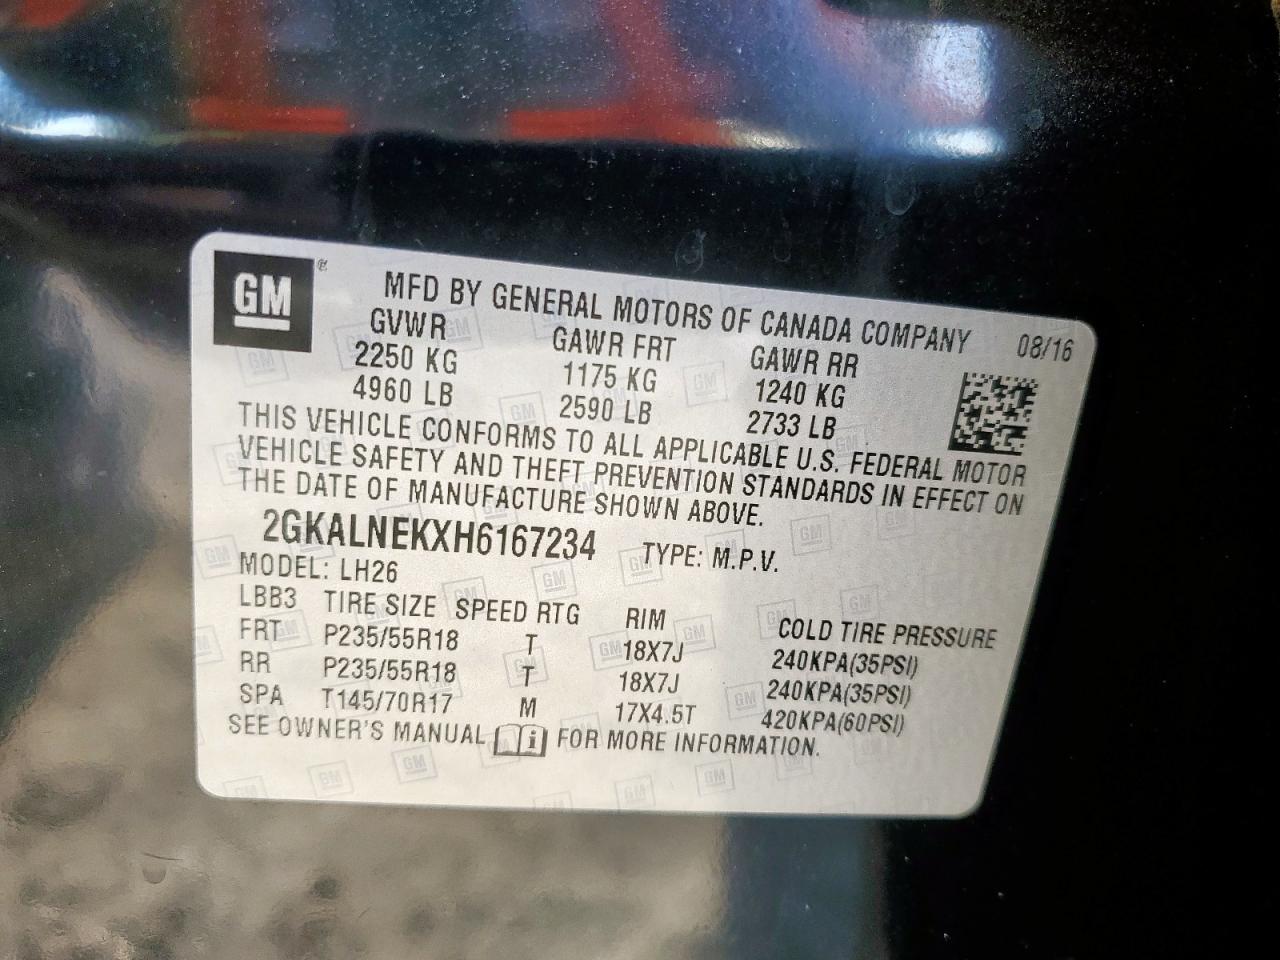 GM®
MFD BY GENERAL MOTORS OF CANADA COMPANY 08/16
GVWR GAWR FRT GAWR RR
2250 KG 1175 KG 1240 KG
4960 LB 2590 LB 2733 LB
THIS VEHICLE CONFORMS TO ALL APPLICABLE U.S. FEDERAL MOTOR
VEHICLE SAFETY AND THEFT PREVENTION STANDARDS IN EFFECT ON
THE DATE OF MANUFACTURE SHOWN ABOVE.
2GKALNEKXH6167234 TYPE: M.P.V.
MODEL: LH26
LBB3 TIRE SIZE SPEED RTG RIM COLD TIRE PRESSURE
FRT P235/55R18 T 18X7J 240KPA(35PSI)
RR P235/55R18 T 18X7J 240KPA(35PSI)
SPA T145/70R17 M 17X4.5T 420KPA(60PSI)
SEE OWNER'S MANUAL i FOR MORE INFORMATION.